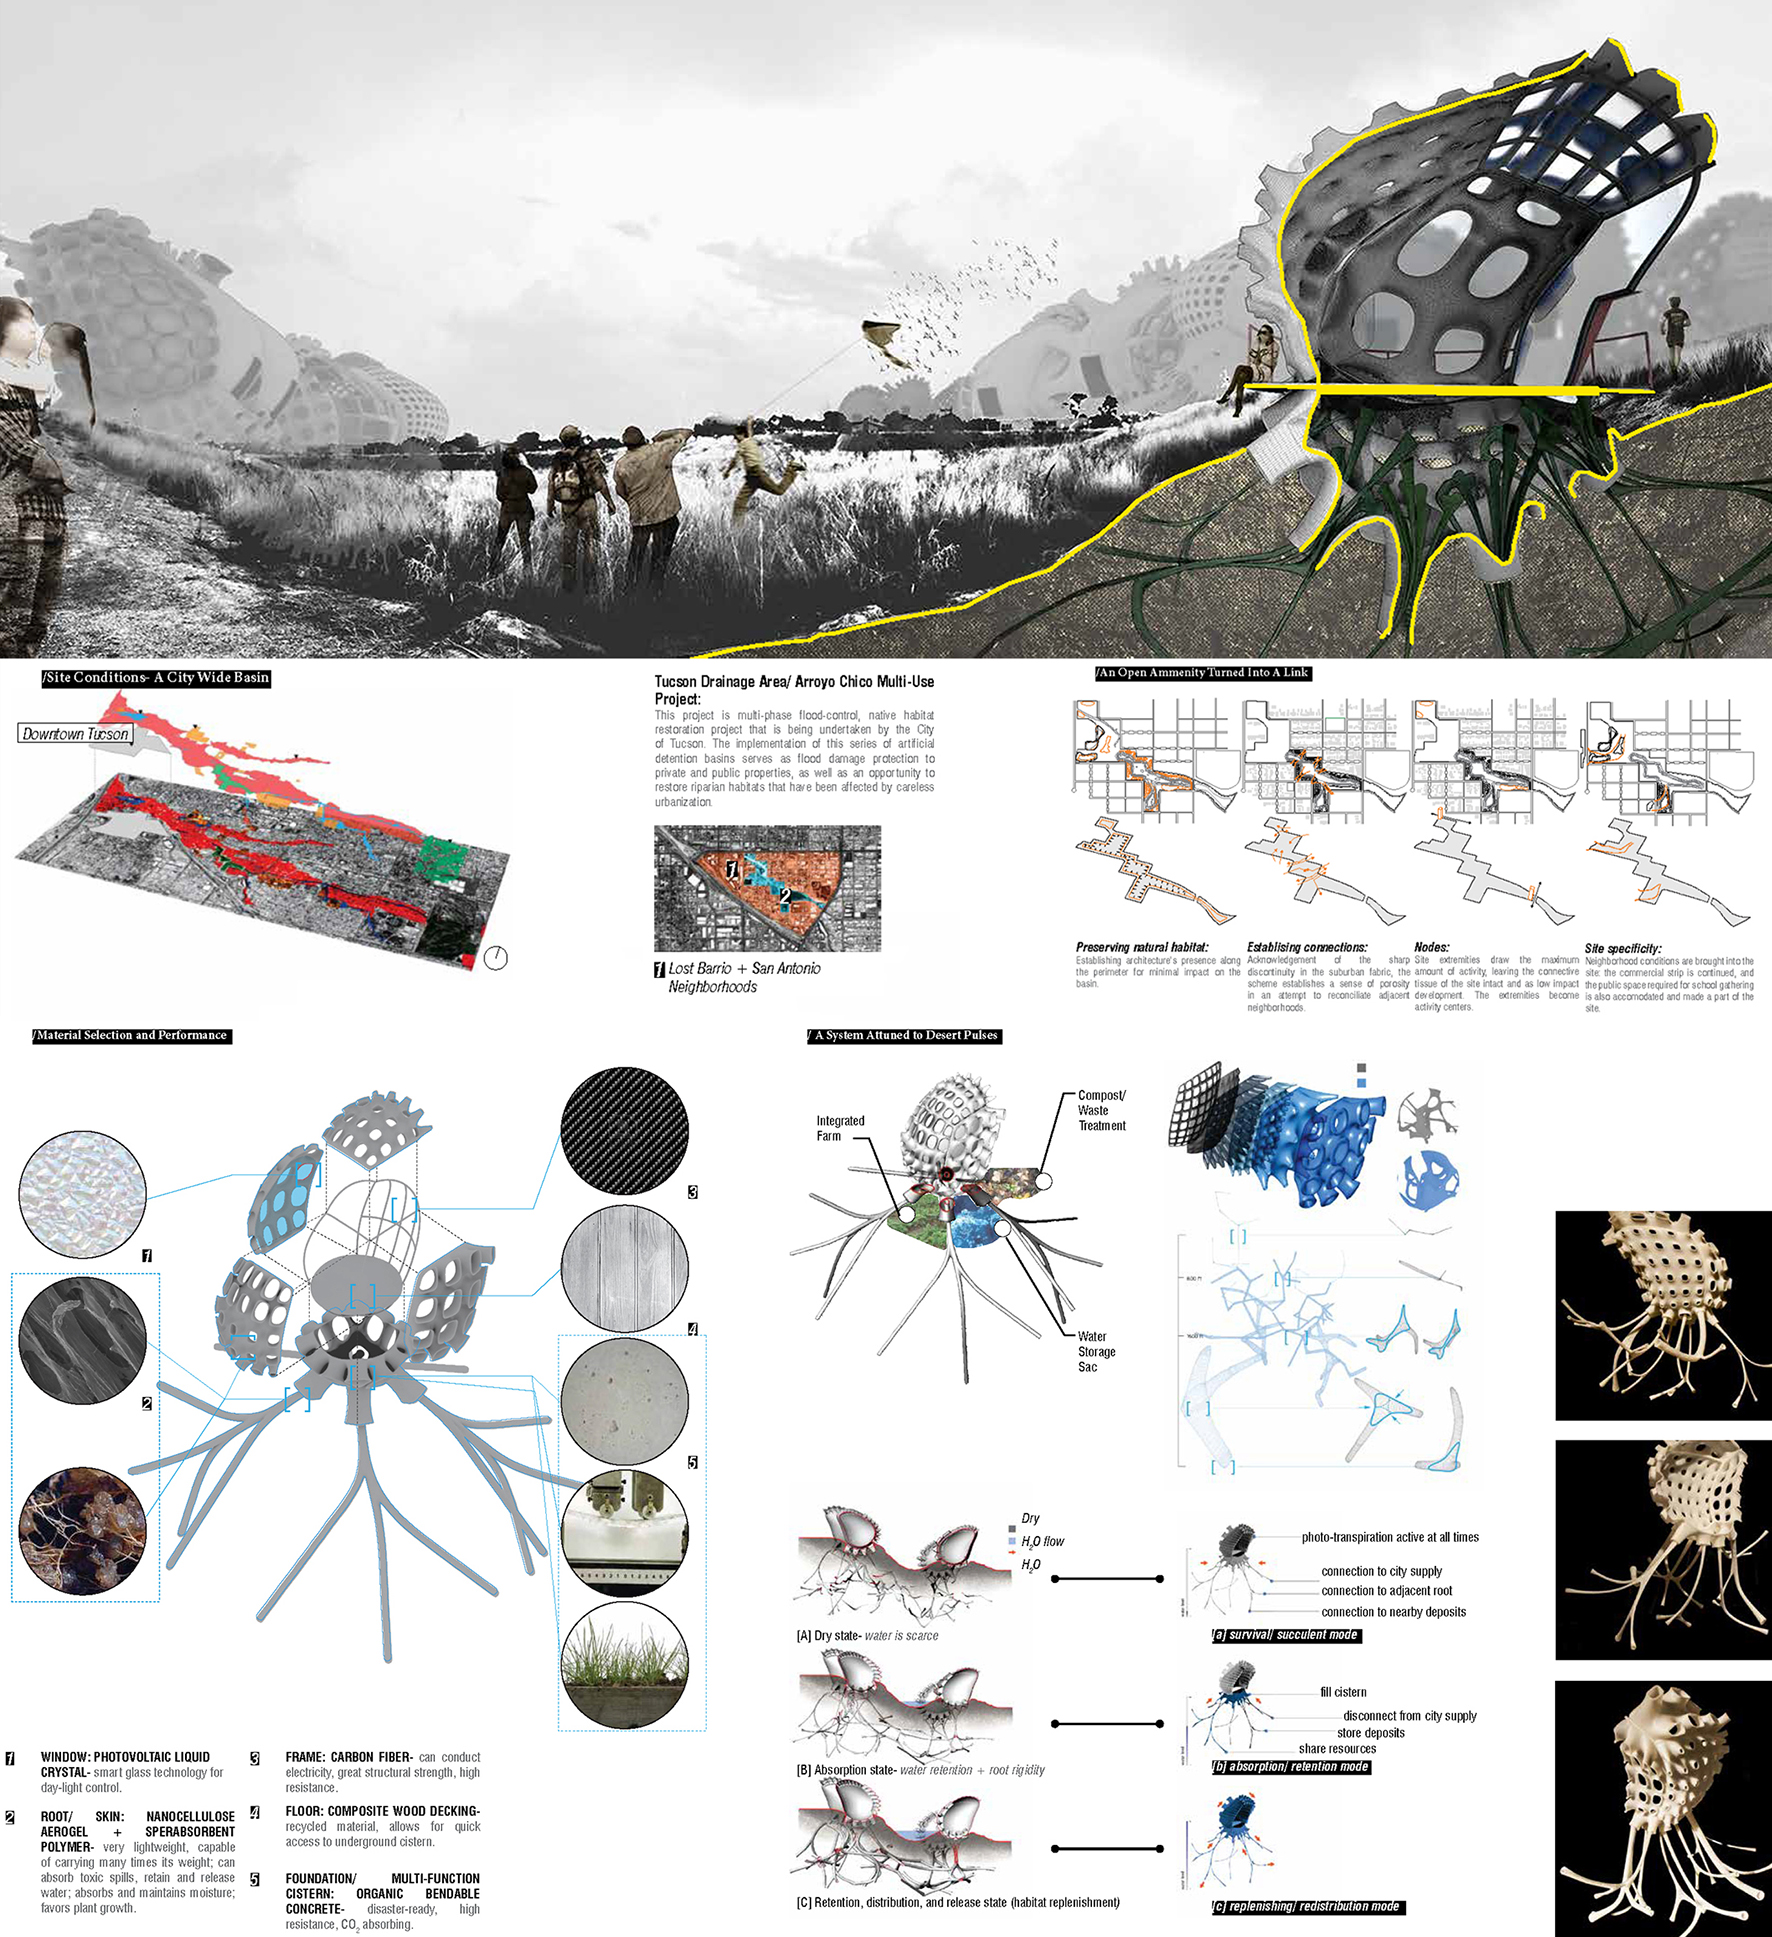 /Site Conditions- A City Wide Basin
Downtown Tucson
Tucson Drainage Area/ Arroyo Chico Multi-Use
Project:
This project is multi-phase flood-control, native habitat
restoration project that is being undertaken by the City
of Tucson. The implementation of this series of artificial
detention basins serves as flood damage protection to
private and public properties, as well as an opportunity to
restore riparian habitats that have been affected by careless
urbanization.
1
2
1 Lost Barrio + San Antonio
Neighborhoods
/An Open Ammenity Turned Into A Link
Preserving natural habitat:
Establishing architecture's presence along
the perimeter for minimal impact on the
basin.
Establising connections:
Acknowledgement of the sharp
discontinuity in the suburban fabric, the
scheme establishes a sense of porosity
in an attempt to reconciliate adjacent
neighborhoods.
Nodes:
Site extremities draw the maximum
amount of activity, leaving the connective
tissue of the site intact and as low impact
development. The extremities become
activity centers.
Site specificity:
Neighborhood conditions are brought into the
site: the commercial strip is continued, and
the public space required for school gathering
is also accomodated and made a part of the
site.
/Material Selection and Performance
1
2
3
4
5
1 WINDOW: PHOTOVOLTAIC LIQUID
CRYSTAL- smart glass technology for
day-light control.
2 ROOT/ SKIN: NANOCELLULOSE
AEROGEL + SPERABSORBENT
POLYMER- very lightweight, capable
of carrying many times its weight; can
absorb toxic spills, retain and release
water; absorbs and maintains moisture;
favors plant growth.
3 FRAME: CARBON FIBER- can conduct
electricity, great structural strength, high
resistance.
4 FLOOR: COMPOSITE WOOD DECKING-
recycled material, allows for quick
access to underground cistern.
5 FOUNDATION/ MULTI-FUNCTION
CISTERN: ORGANIC BENDABLE
CONCRETE- disaster-ready, high
resistance, CO2 absorbing.
/ A System Attuned to Desert Pulses
Integrated
Farm
Compost/
Waste
Treatment
Water
Storage
Sac
Dry
H2O flow
H2O
[A] Dry state- water is scarce
[B] Absorption state- water retention + root rigidity
[C] Retention, distribution, and release state (habitat replenishment)
photo-transpiration active at all times
connection to city supply
connection to adjacent root
connection to nearby deposits
[a] survival/ succulent mode
fill cistern
disconnect from city supply
store deposits
share resources
[b] absorption/ retention mode
[c] replenishing/ redistribution mode